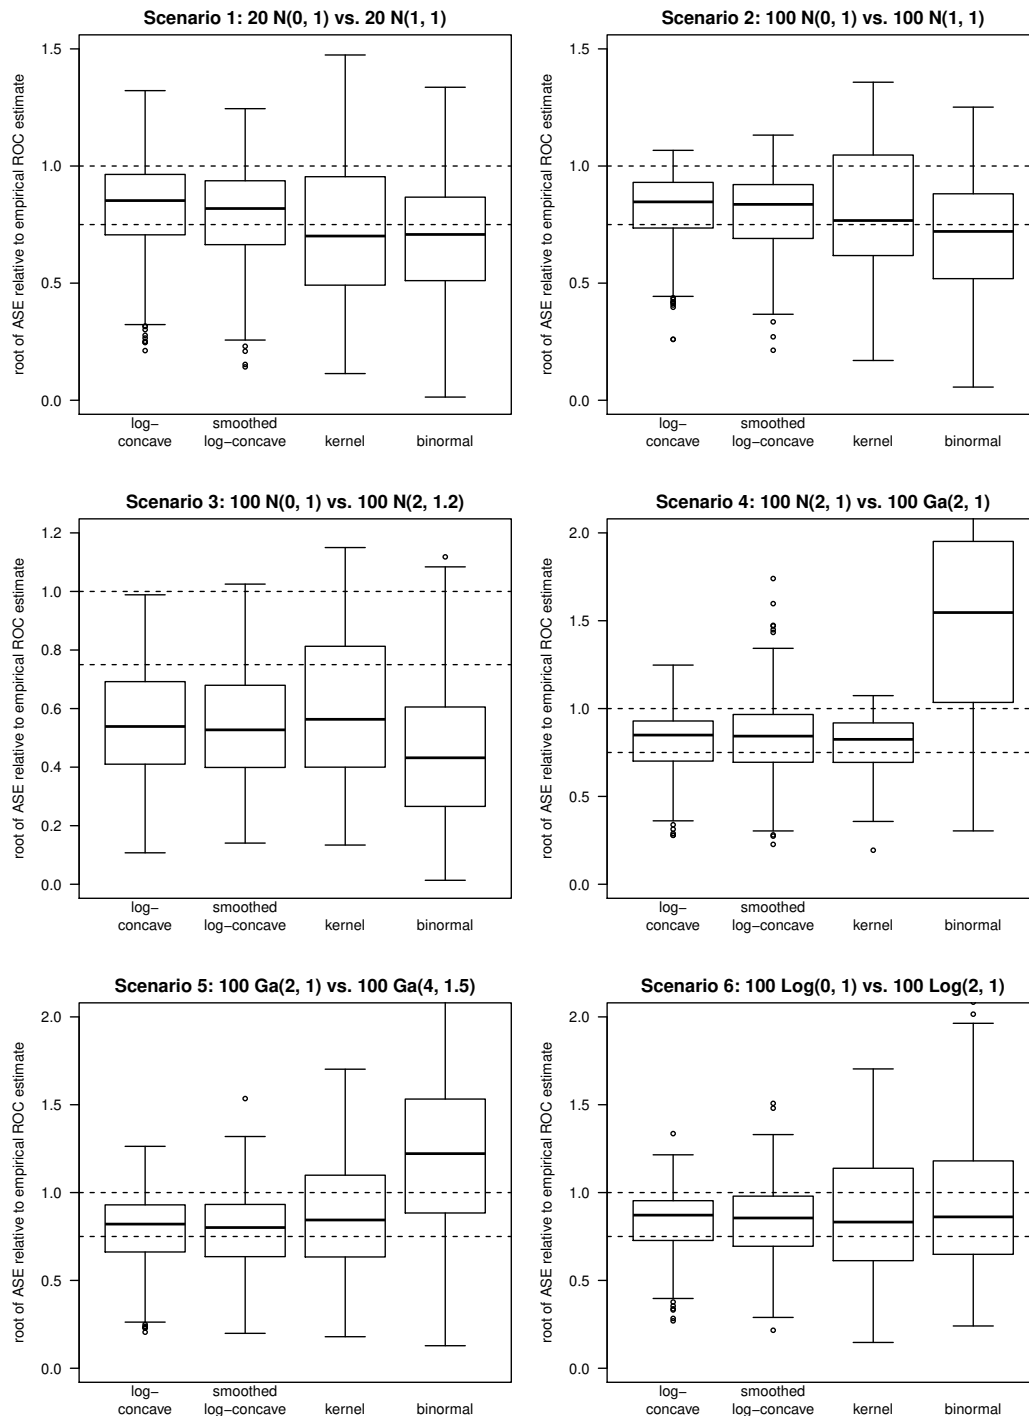 Scenario 1: 20 N(0, 1) vs. 20 N(1, 1)
root of ASE relative to empirical ROC estimate
1.5
1.0
0.5
0.0
log−
concave
smoothed
log−concave
kernel
binormal
Scenario 2: 100 N(0, 1) vs. 100 N(1, 1)
root of ASE relative to empirical ROC estimate
1.5
1.0
0.5
0.0
log−
concave
smoothed
log−concave
kernel
binormal
Scenario 3: 100 N(0, 1) vs. 100 N(2, 1.2)
root of ASE relative to empirical ROC estimate
1.2
1.0
0.8
0.6
0.4
0.2
0.0
log−
concave
smoothed
log−concave
kernel
binormal
Scenario 4: 100 N(2, 1) vs. 100 Ga(2, 1)
root of ASE relative to empirical ROC estimate
2.0
1.5
1.0
0.5
0.0
log−
concave
smoothed
log−concave
kernel
binormal
Scenario 5: 100 Ga(2, 1) vs. 100 Ga(4, 1.5)
root of ASE relative to empirical ROC estimate
2.0
1.5
1.0
0.5
0.0
log−
concave
smoothed
log−concave
kernel
binormal
Scenario 6: 100 Log(0, 1) vs. 100 Log(2, 1)
root of ASE relative to empirical ROC estimate
2.0
1.5
1.0
0.5
0.0
log−
concave
smoothed
log−concave
kernel
binormal